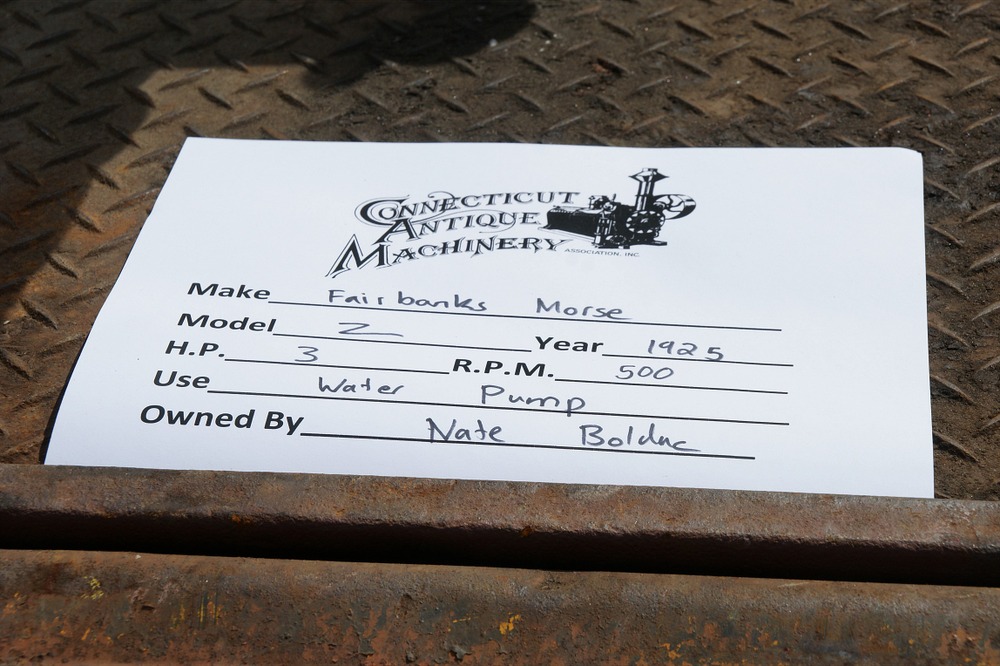 CONNECTICUT
ANTIQUE
MACHINERY
ASSOCIATION, INC.
Make Fairbanks Morse
Model Z Year 1925
H.P. 3 R.P.M. 500
Use Water Pump
Owned By Nate Bolduc